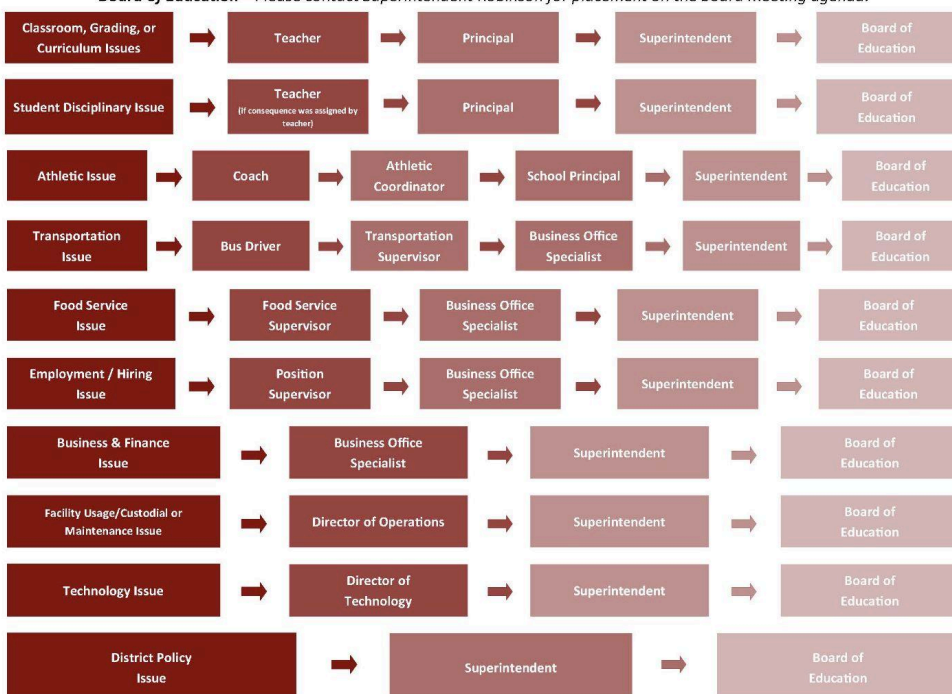 Board of Education – Please contact Superintendent Robinson for placement on the board meeting agenda.
Classroom, Grading, or
Curriculum Issues
Teacher
Principal
Superintendent
Board of
Education
Student Disciplinary Issue
Teacher
(if consequence was assigned by
teacher)
Principal
Superintendent
Board of
Education
Athletic Issue
Coach
Athletic
Coordinator
School Principal
Superintendent
Board of
Education
Transportation
Issue
Bus Driver
Transportation
Supervisor
Business Office
Specialist
Superintendent
Board of
Education
Food Service
Issue
Food Service
Supervisor
Business Office
Specialist
Superintendent
Board of
Education
Employment / Hiring
Issue
Position
Supervisor
Business Office
Specialist
Superintendent
Board of
Education
Business & Finance
Issue
Business Office
Specialist
Superintendent
Board of
Education
Facility Usage/Custodial or
Maintenance Issue
Director of Operations
Superintendent
Board of
Education
Technology Issue
Director of
Technology
Superintendent
Board of
Education
District Policy
Issue
Superintendent
Board of
Education